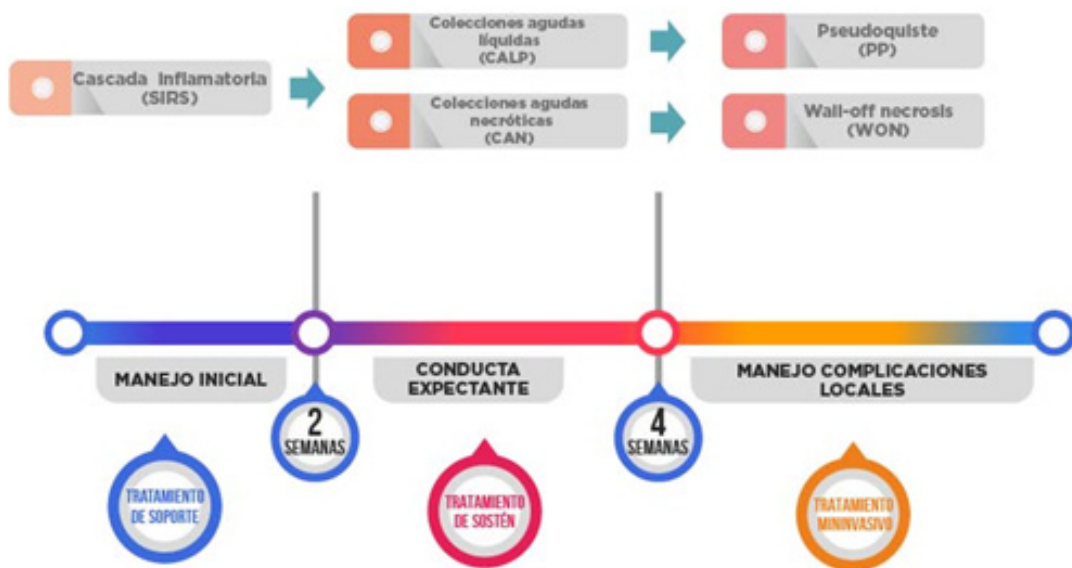 Colecciones agudas
líquidas
(CALP)
Pseudoquiste
(PP)
Cascada Inflamatoria
(SIRS)
Colecciones agudas
necróticas
(CAN)
Wall-off necrosis
(WON)
MANEJO INICIAL
CONDUCTA
EXPECTANTE
MANEJO COMPLICACIONES
LOCALES
2
SEMANAS
4
SEMANAS
TRATAMIENTO
DE SOPORTE
TRATAMIENTO
DE SOSTÉN
TRATAMIENTO
MININVASIVO